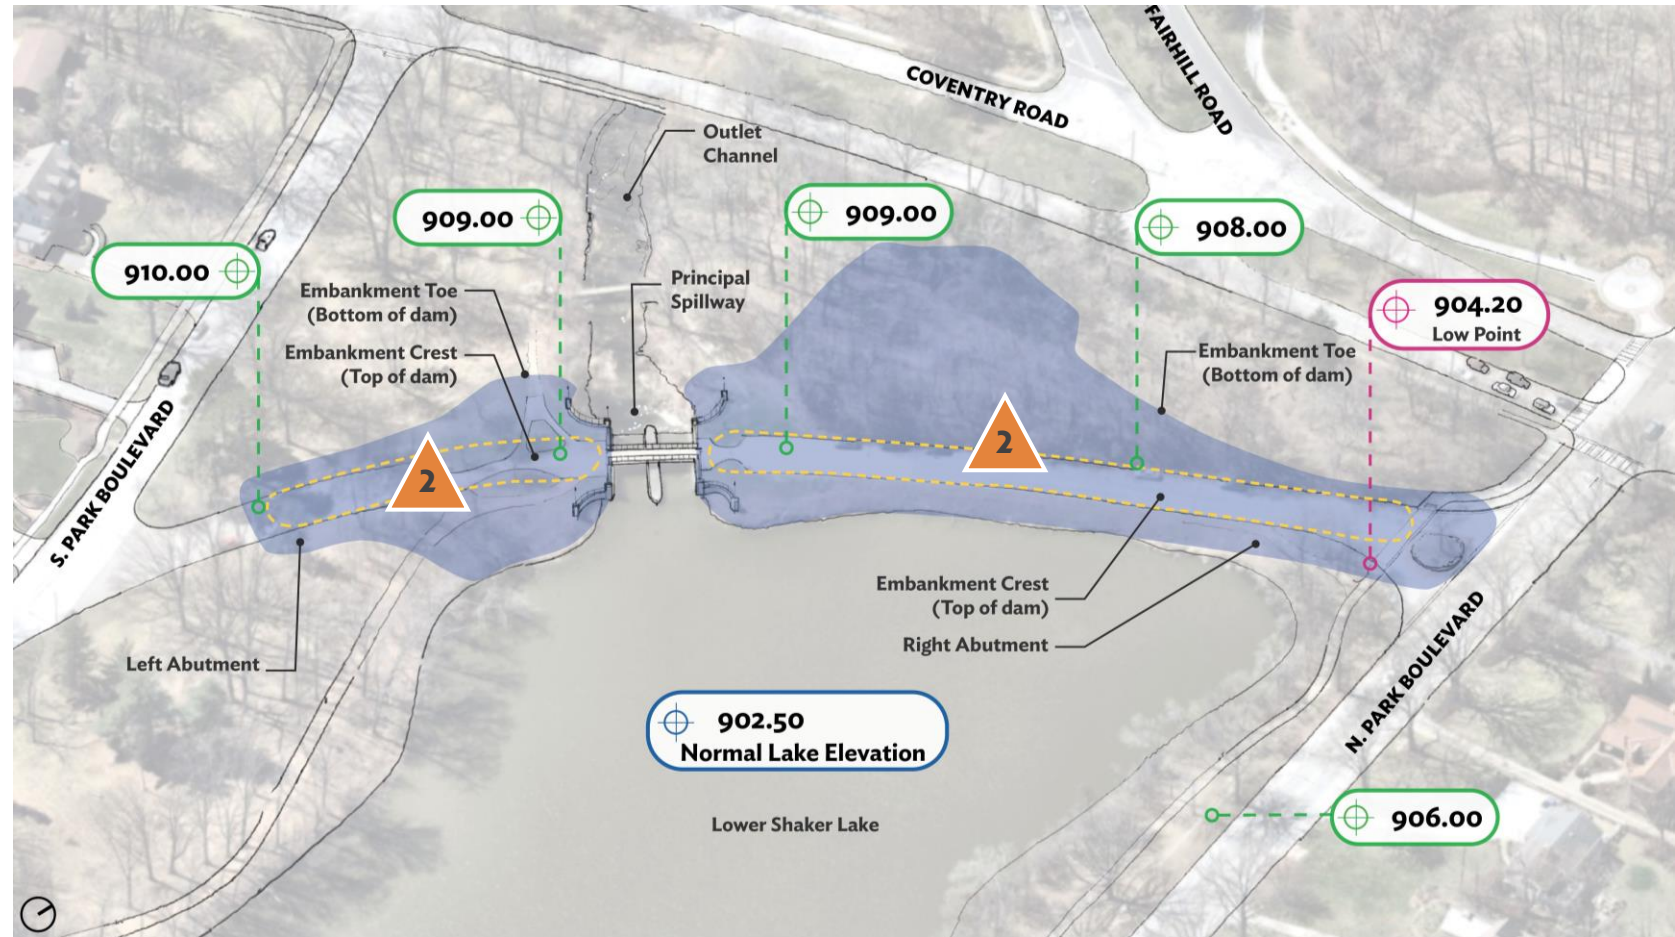 FAIRHILL ROAD
COVENTRY ROAD
Outlet
Channel
909.00
909.00
908.00
910.00
Embankment Toe
(Bottom of dam)
Principal
Spillway
904.20
Low Point
Embankment Crest
(Top of dam)
Embankment Toe
(Bottom of dam)
2
2
S. PARK BOULEVARD
Embankment Crest
(Top of dam)
Right Abutment
Left Abutment
N. PARK BOULEVARD
902.50
Normal Lake Elevation
Lower Shaker Lake
906.00